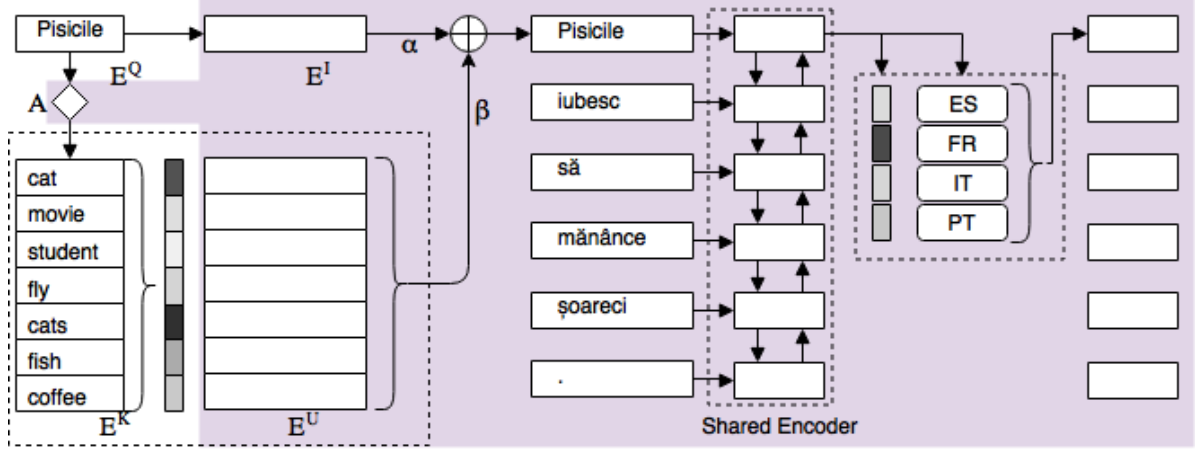 Pisicile
E^Q
E^I
α
A
β
cat
movie
student
fly
cats
fish
coffee
E^K
E^U
Pisicile
iubesc
să
mănânce
șoareci
.
Shared Encoder
ES
FR
IT
PT